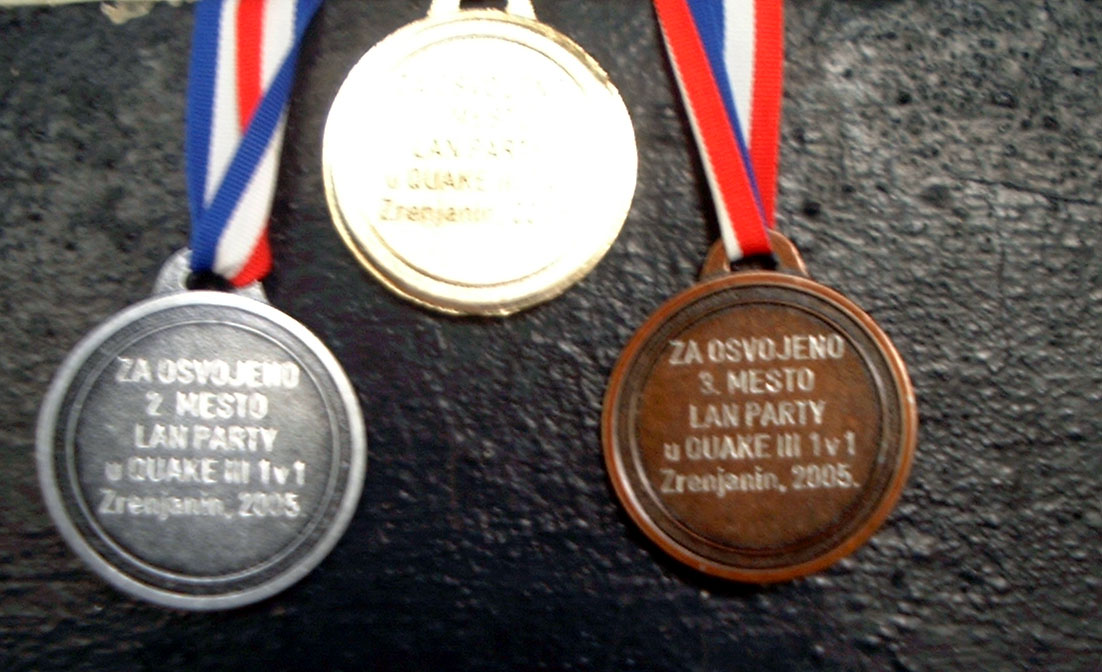 LAN PARTY
u QUAKE
Zrenjanin,
ZA OSVOJENO
2 MESTO
LAN PARTY
u QUAKE III 1v1
Zrenjanin, 2005
ZA OSVOJENO
3. MESTO
LAN PARTY
u QUAKE III 1v1
Zrenjanin, 2005.